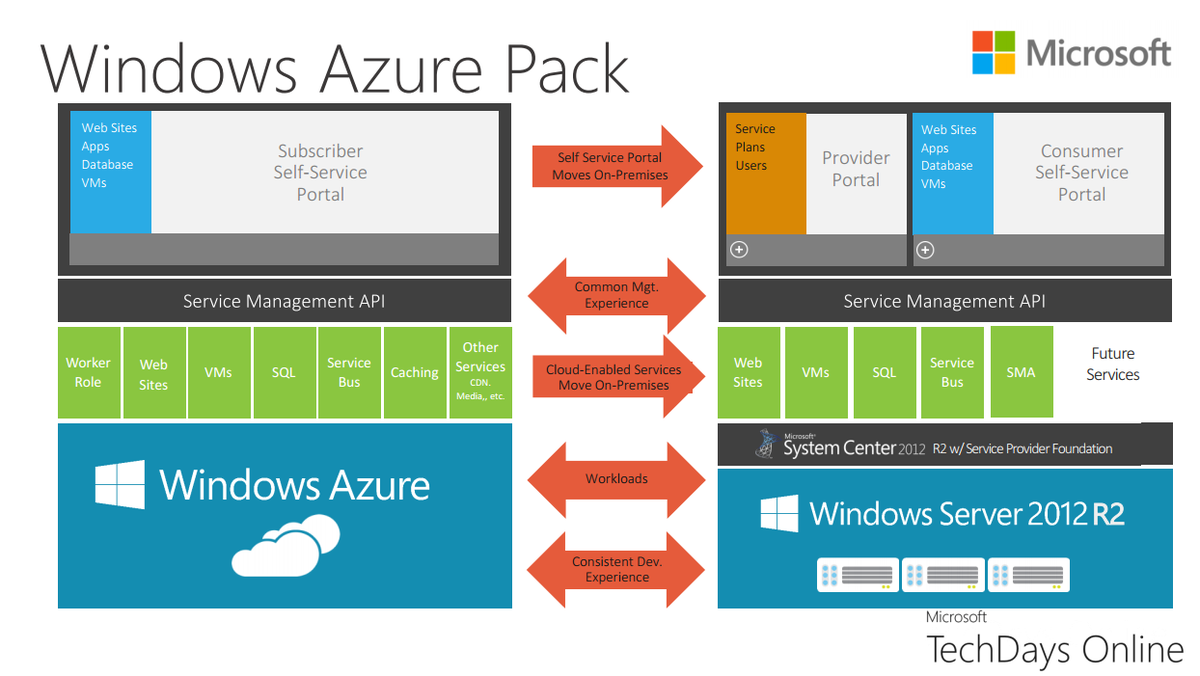 Windows Azure Pack
Microsoft
Web Sites
Apps
Database
VMs
Subscriber
Self-Service
Portal
Self Service Portal
Moves On-Premises
Service
Plans
Users
Provider
Portal
Web Sites
Apps
Database
VMs
Consumer
Self-Service
Portal
Service Management API
Common Mgt.
Experience
Service Management API
Worker
Role
Web
Sites
VMs
SQL
Service
Bus
Caching
Other
Services
CDN.
Media,, etc.
Cloud-Enabled Services
Move On-Premises
Web
Sites
VMs
SQL
Service
Bus
SMA
Future
Services
Microsoft®
System Center 2012 R2 w/ Service Provider Foundation
Windows Azure
Workloads
Windows Server 2012 R2
Consistent Dev.
Experience
Microsoft
TechDays Online